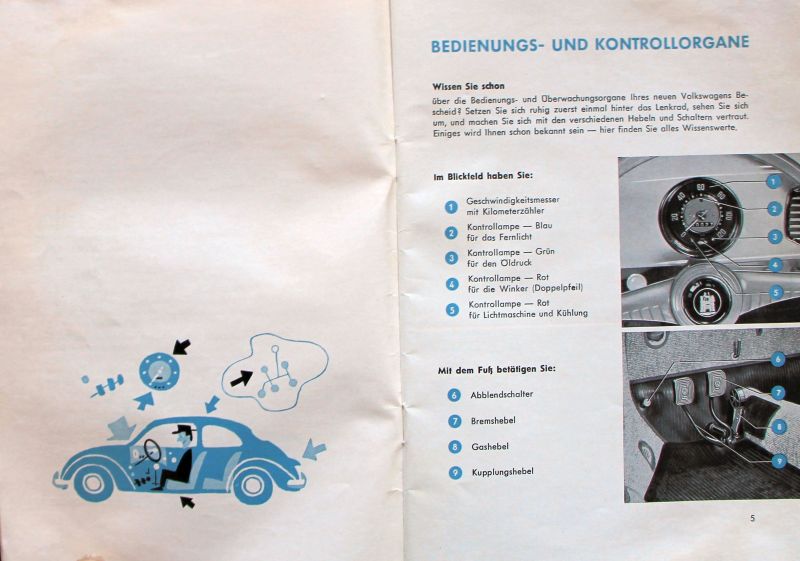 BEDIENUNGS- UND KONTROLLORGANE
Wissen Sie schon
über die Bedienungs- und Überwachungsorgane Ihres neuen Volkswagens Be-
scheid? Setzen Sie sich ruhig zuerst einmal hinter das Lenkrad, sehen Sie sich
um, und machen Sie sich mit den verschiedenen Hebeln und Schaltern vertraut.
Einiges wird Ihnen schon bekannt sein — hier finden Sie alles Wissenswerte.
Im Blickfeld haben Sie:
1 Geschwindigkeitsmesser
mit Kilometerzähler
2 Kontrollampe — Blau
für das Fernlicht
3 Kontrollampe — Grün
für den Öldruck
4 Kontrollampe — Rot
für die Winker (Doppelpfeil)
5 Kontrollampe — Rot
für Lichtmaschine und Kühlung
1
2
3
4
5
Mit dem Fuß betätigen Sie:
6 Abblendschalter
7 Bremshebel
8 Gashebel
9 Kupplungshebel
6
7
8
9
5